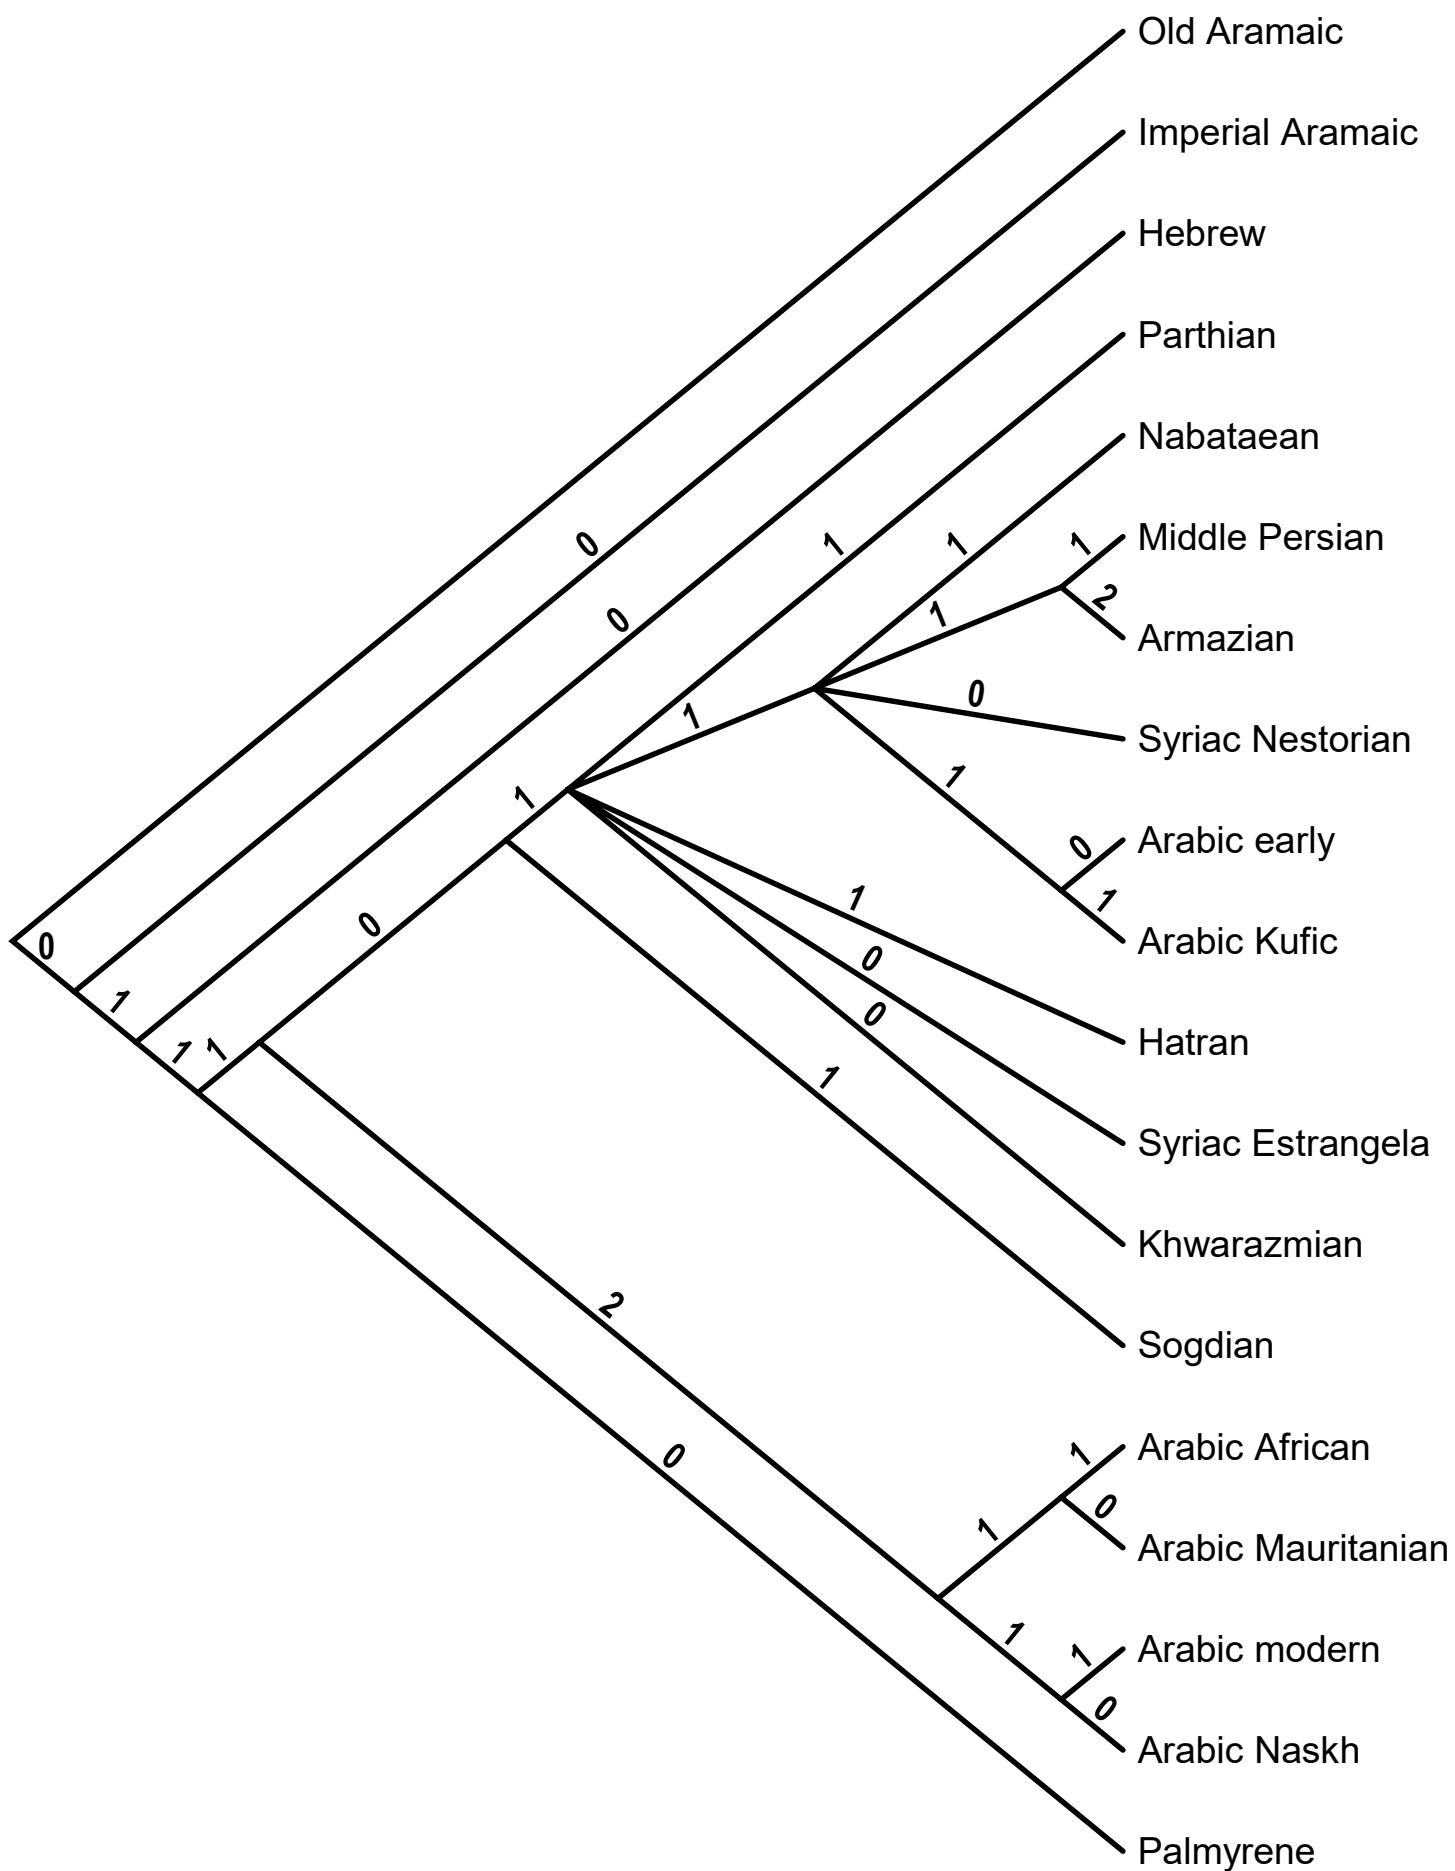 Old Aramaic
Imperial Aramaic
Hebrew
Parthian
Nabataean
0
1
1
1
Middle Persian
2
0
1
Armazian
0
1
Syriac Nestorian
1
1
0
Arabic early
1
1
Arabic Kufic
0
0
0
1
0
Hatran
1
1
1
Syriac Estrangela
Khwarazmian
2
Sogdian
1
Arabic African
0
0
1
Arabic Mauritanian
1
1
Arabic modern
0
Arabic Naskh
Palmyrene